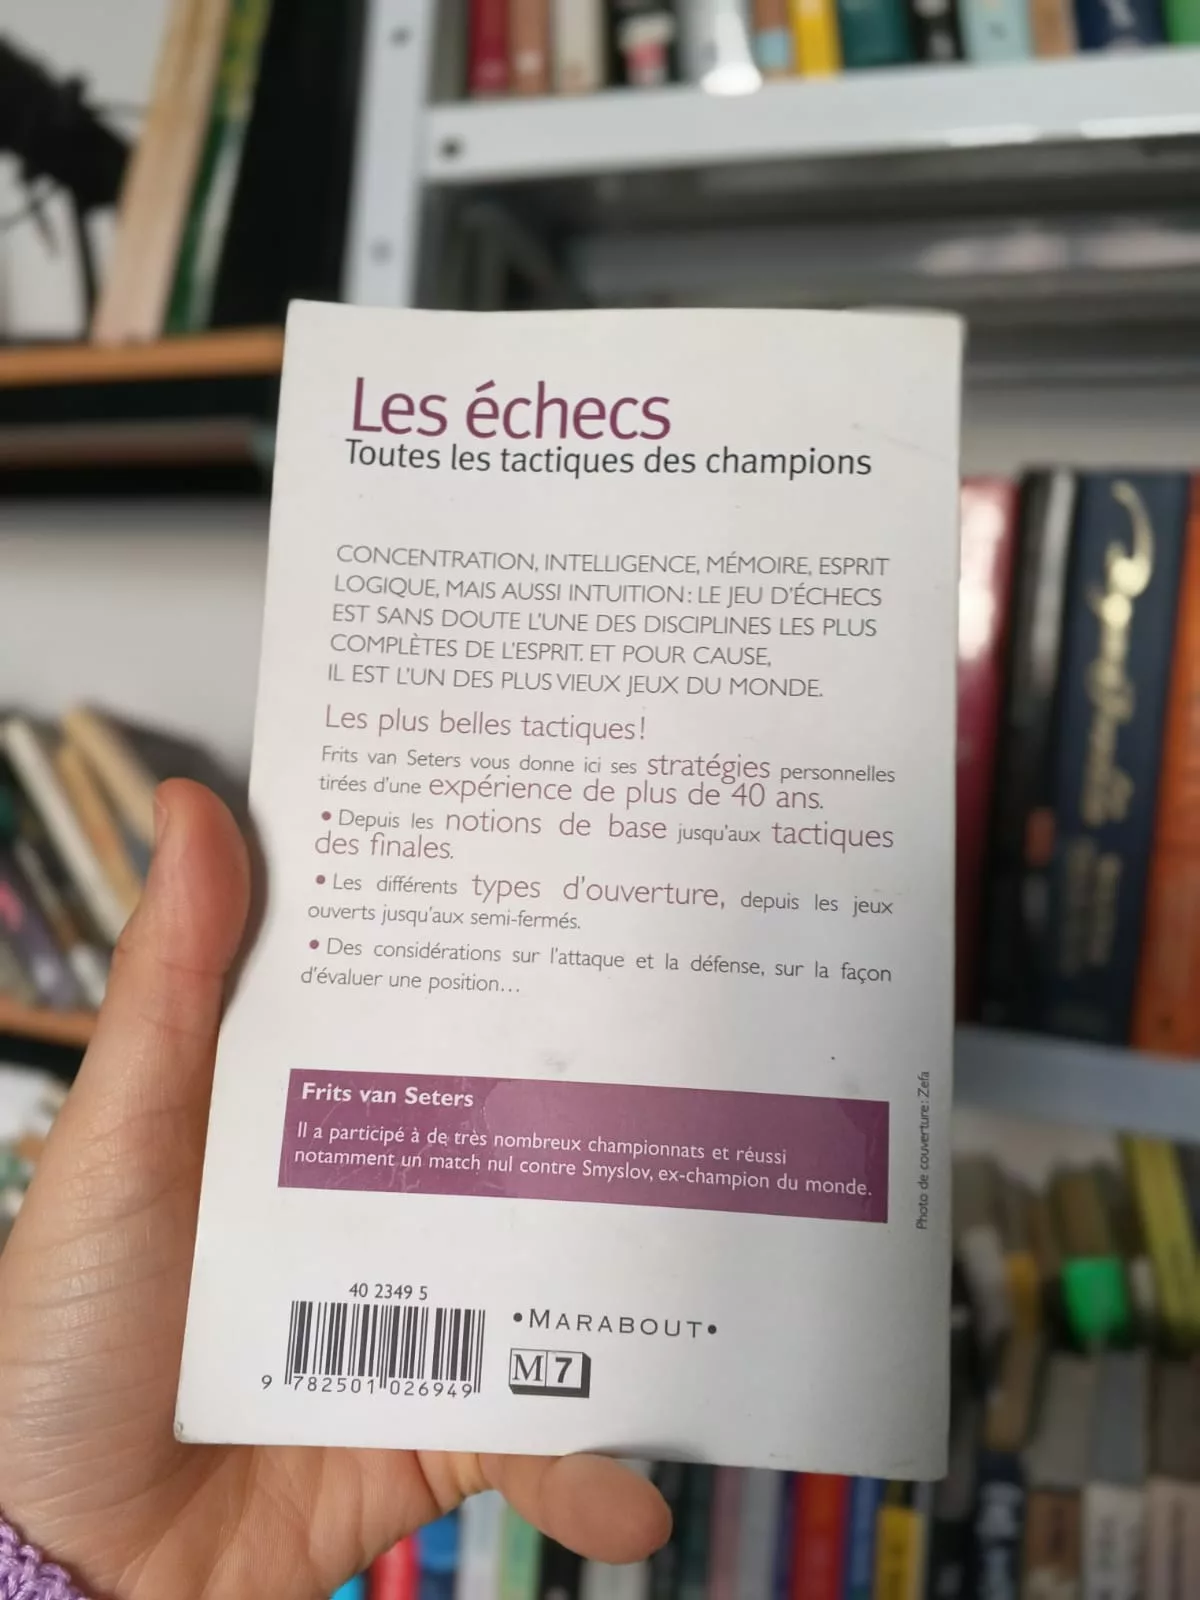 Les échecs
Toutes les tactiques des champions
CONCENTRATION, INTELLIGENCE, MÉMOIRE, ESPRIT
LOGIQUE, MAIS AUSSI INTUITION : LE JEU D'ÉCHECS
EST SANS DOUTE L'UNE DES DISCIPLINES LES PLUS
COMPLÈTES DE L'ESPRIT. ET POUR CAUSE,
IL EST L'UN DES PLUS VIEUX JEUX DU MONDE.
Les plus belles tactiques !
Frits van Seters vous donne ici ses stratégies personnelles
tirées d'une expérience de plus de 40 ans.
• Depuis les notions de base jusqu'aux tactiques
des finales.
• Les différents types d'ouverture, depuis les jeux
ouverts jusqu'aux semi-fermés.
• Des considérations sur l'attaque et la défense, sur la façon
d'évaluer une position...
Frits van Seters
Il a participé à de très nombreux championnats et réussi
notamment un match nul contre Smyslov, ex-champion du monde.
Photo de couverture : Zefa
40 2349 5
9 782501 026949
• MARABOUT •
M 7